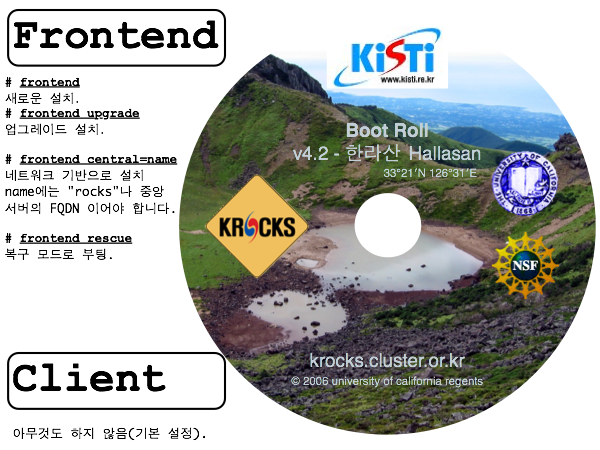 Frontend
# frontend
새로운 설치.
# frontend upgrade
업그레이드 설치.
# frontend central=name
네트워크 기반으로 설치
name에는 "rocks"나 중앙
서버의 FQDN 이어야 합니다.
# frontend rescue
복구 모드로 부팅.
Client
아무것도 하지 않음(기본 설정).
KiSTi
www.kisti.re.kr
Boot Roll
v4.2 - 한라산 Hallasan
33°21′N 126°31′E
THE UNIVERSITY OF CALIFORNIA
1868
KROCKS
NSF
krocks.cluster.or.kr
© 2006 university of california regents